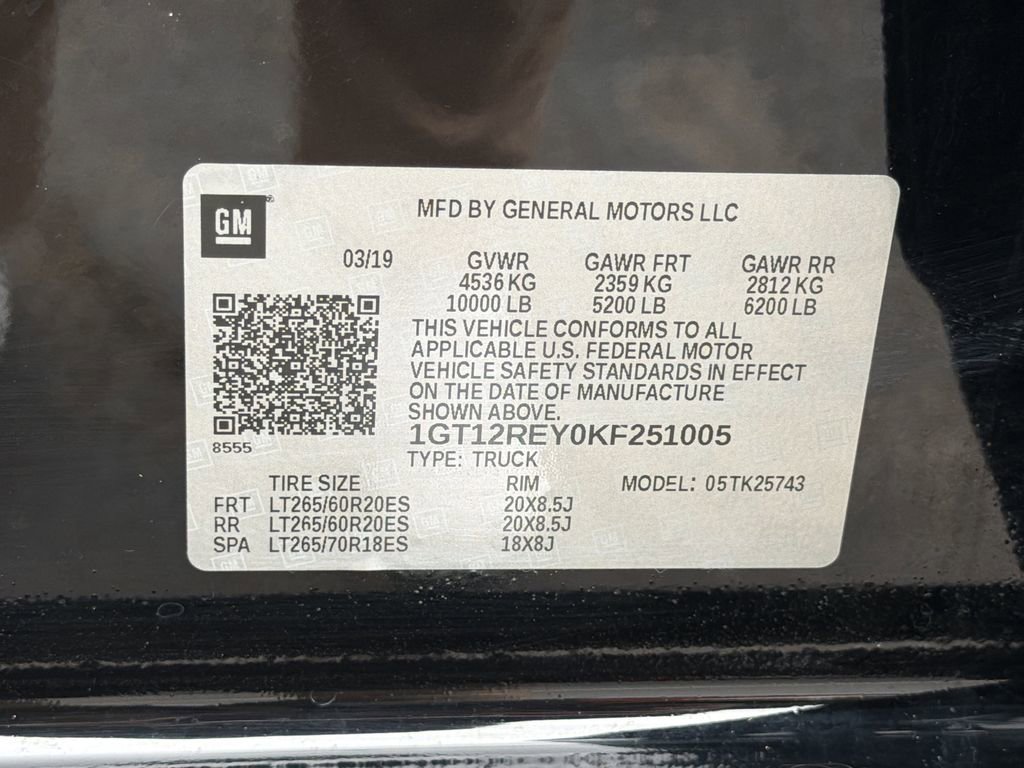 GM
MFD BY GENERAL MOTORS LLC
03/19 GVWR GAWR FRT GAWR RR
4536 KG 2359 KG 2812 KG
10000 LB 5200 LB 6200 LB
THIS VEHICLE CONFORMS TO ALL
APPLICABLE U.S. FEDERAL MOTOR
VEHICLE SAFETY STANDARDS IN EFFECT
ON THE DATE OF MANUFACTURE
SHOWN ABOVE.
8555
1GT12REY0KF251005
TYPE: TRUCK
TIRE SIZE RIM MODEL: 05TK25743
FRT LT265/60R20ES 20X8.5J
RR LT265/60R20ES 20X8.5J
SPA LT265/70R18ES 18X8J